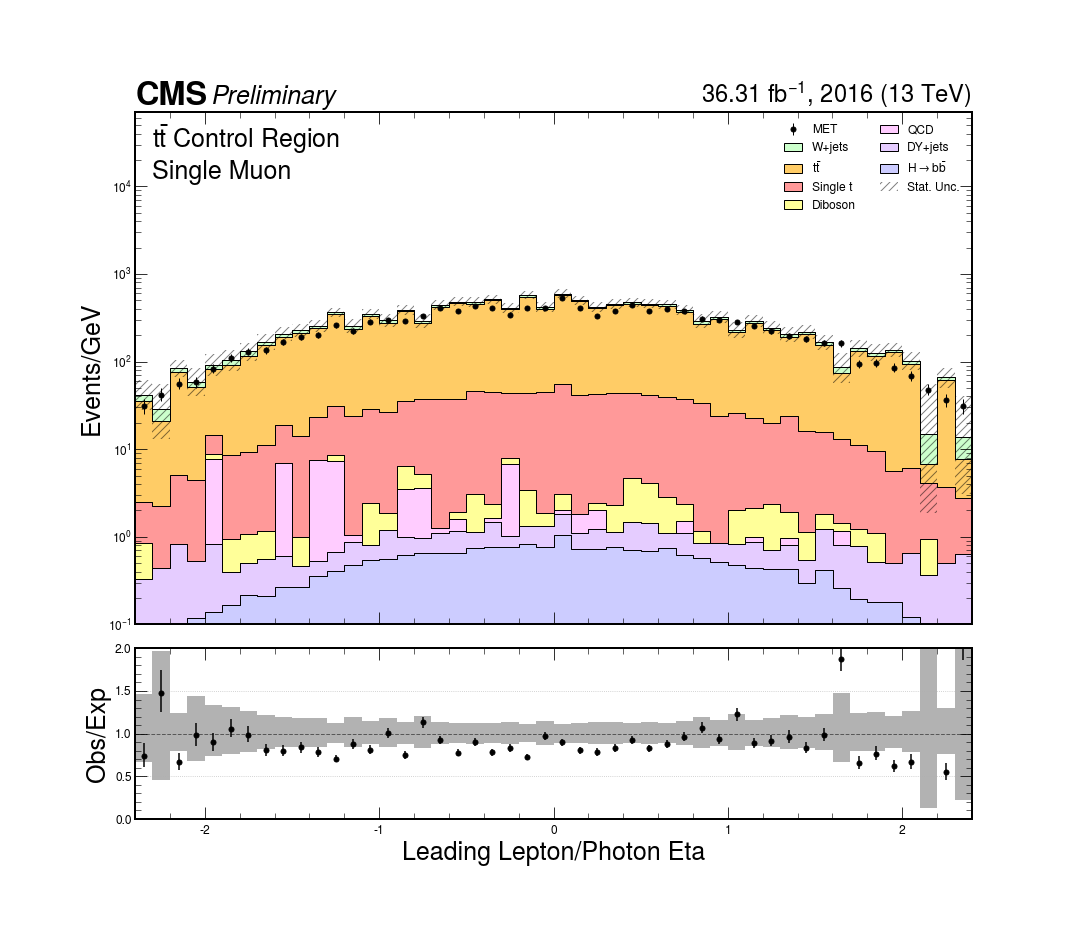 CMS Preliminary
36.31 fb⁻¹, 2016 (13 TeV)
tt̄ Control Region
Single Muon
MET
W+jets
tt̄
Single t
Diboson
QCD
DY+jets
H→bb̄
Stat. Unc.
Events/GeV
10⁴
10³
10²
10¹
10⁰
10⁻¹
Obs/Exp
2.0
1.5
1.0
0.5
0.0
-2 -1 0 1 2
Leading Lepton/Photon Eta